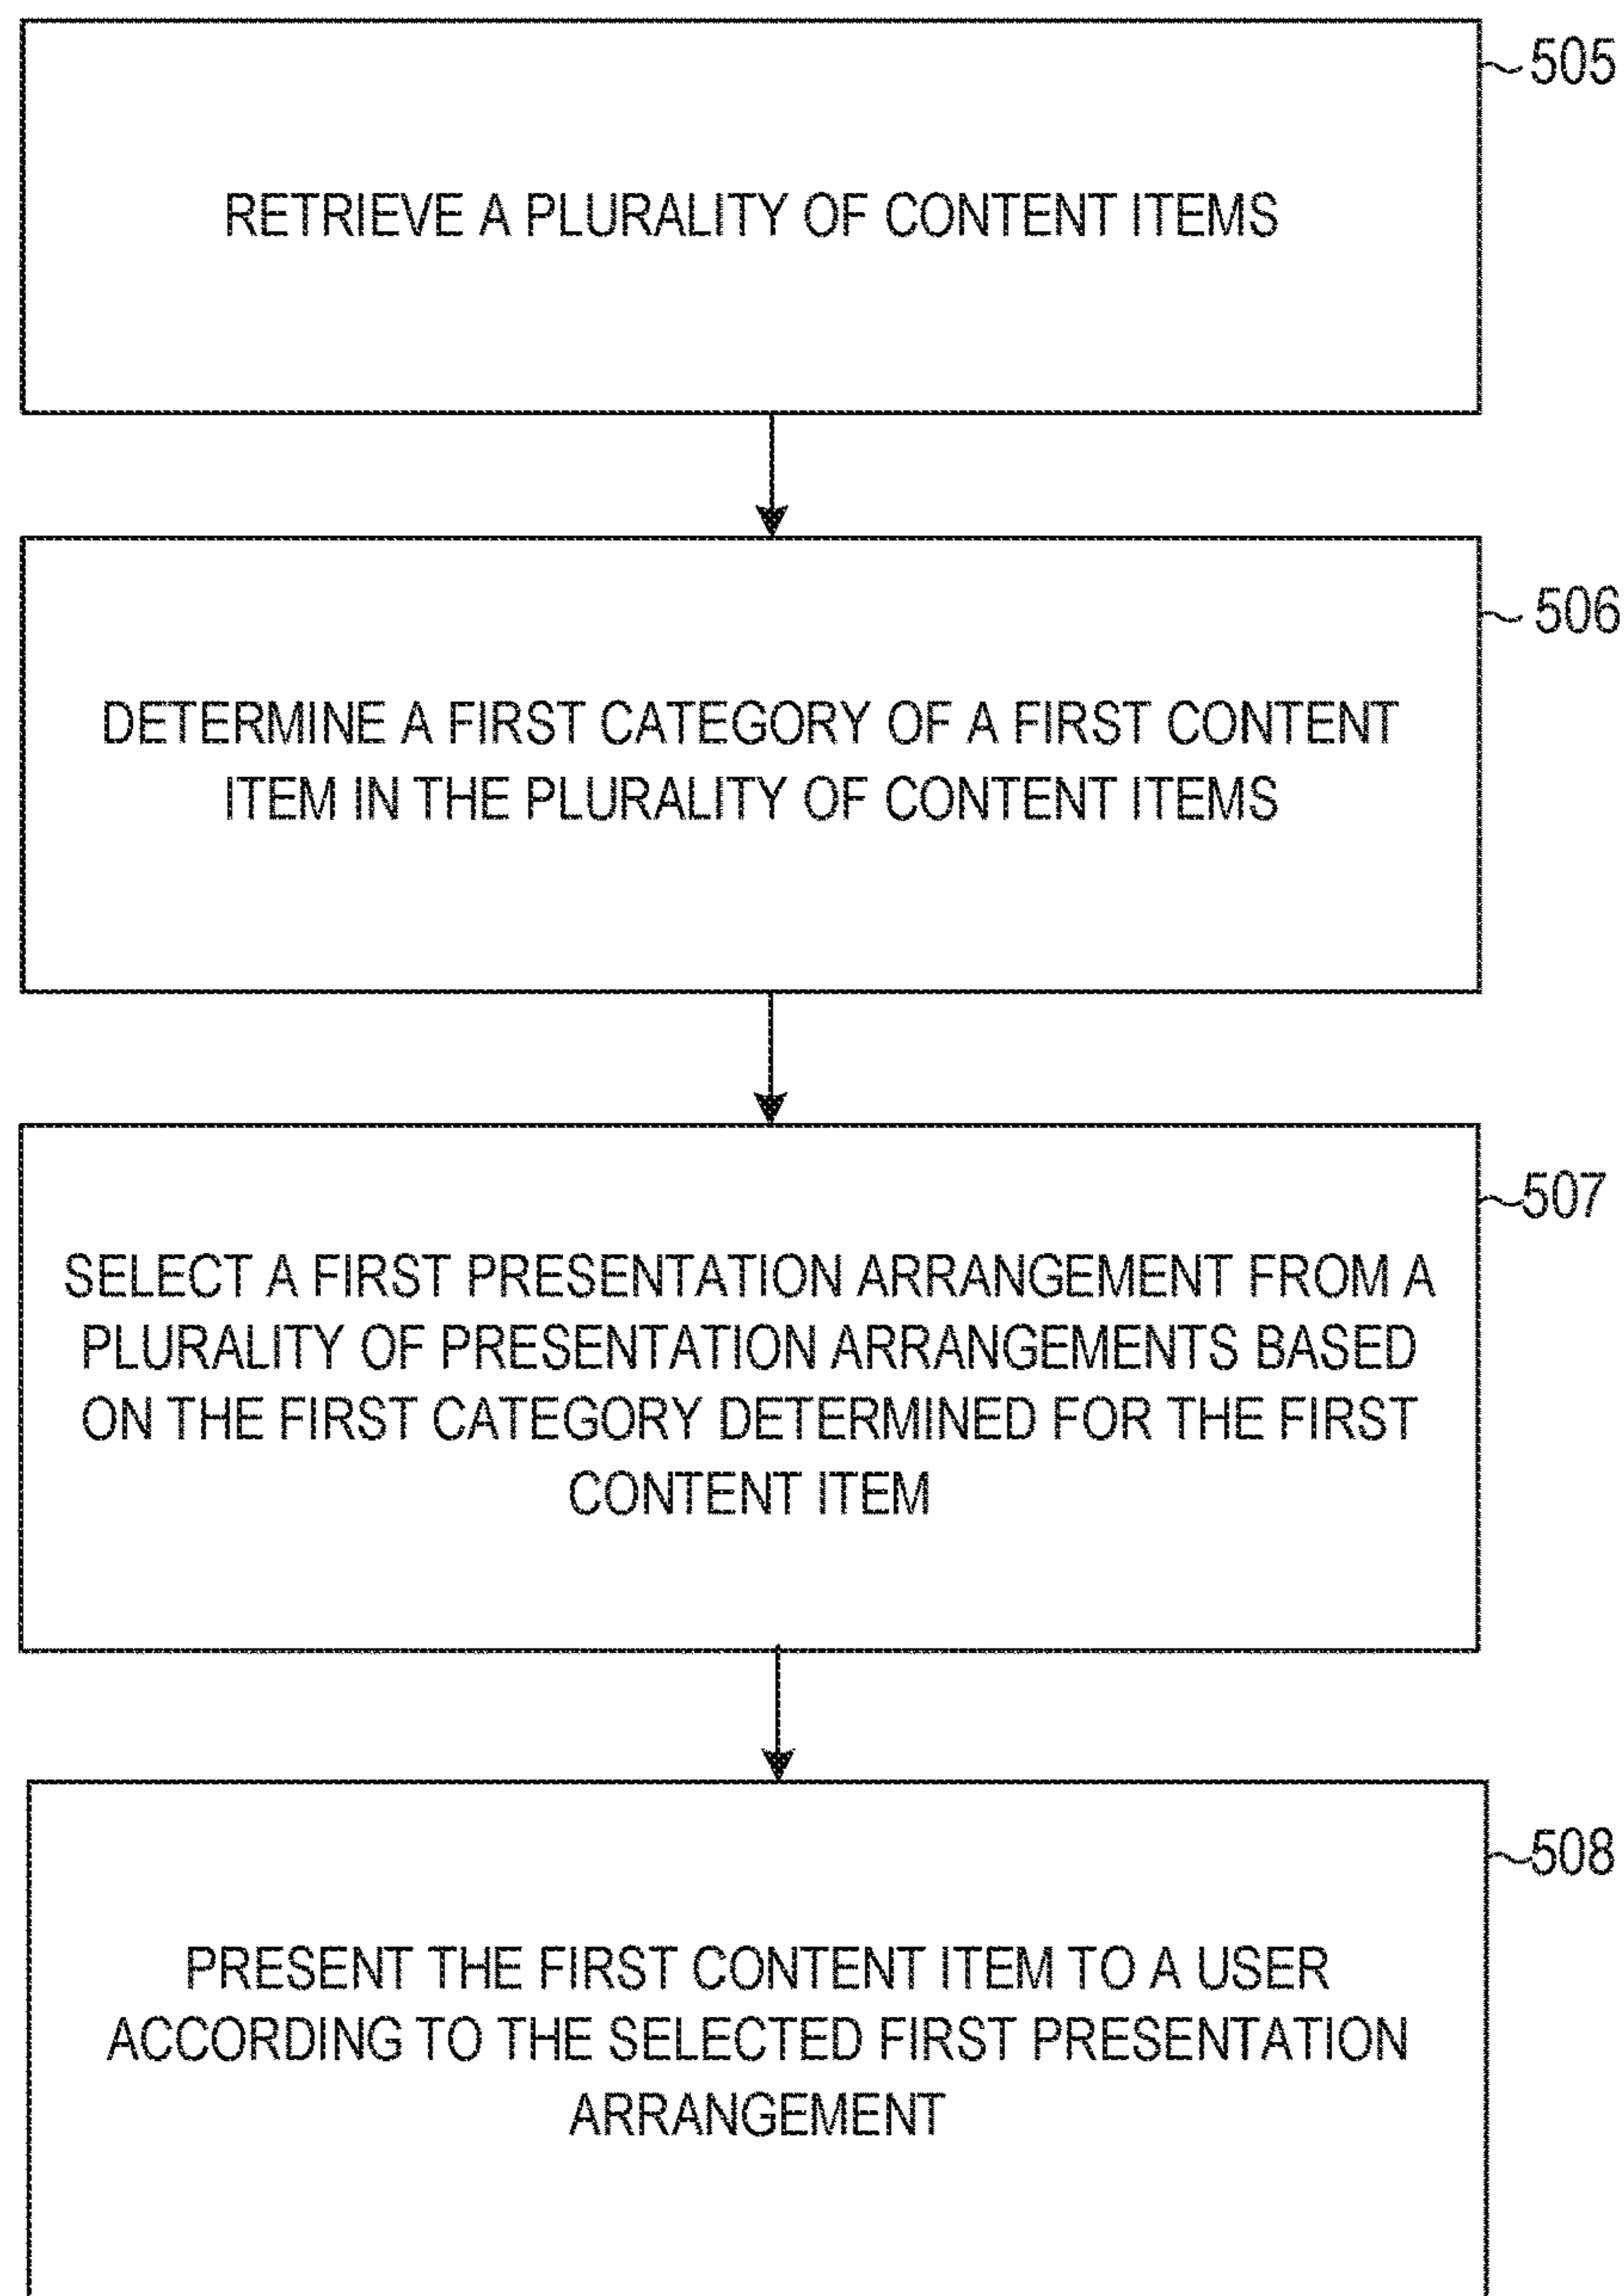 505
RETRIEVE A PLURALITY OF CONTENT ITEMS
506
DETERMINE A FIRST CATEGORY OF A FIRST CONTENT
ITEM IN THE PLURALITY OF CONTENT ITEMS
507
SELECT A FIRST PRESENTATION ARRANGEMENT FROM A
PLURALITY OF PRESENTATION ARRANGEMENTS BASED
ON THE FIRST CATEGORY DETERMINED FOR THE FIRST
CONTENT ITEM
508
PRESENT THE FIRST CONTENT ITEM TO A USER
ACCORDING TO THE SELECTED FIRST PRESENTATION
ARRANGEMENT